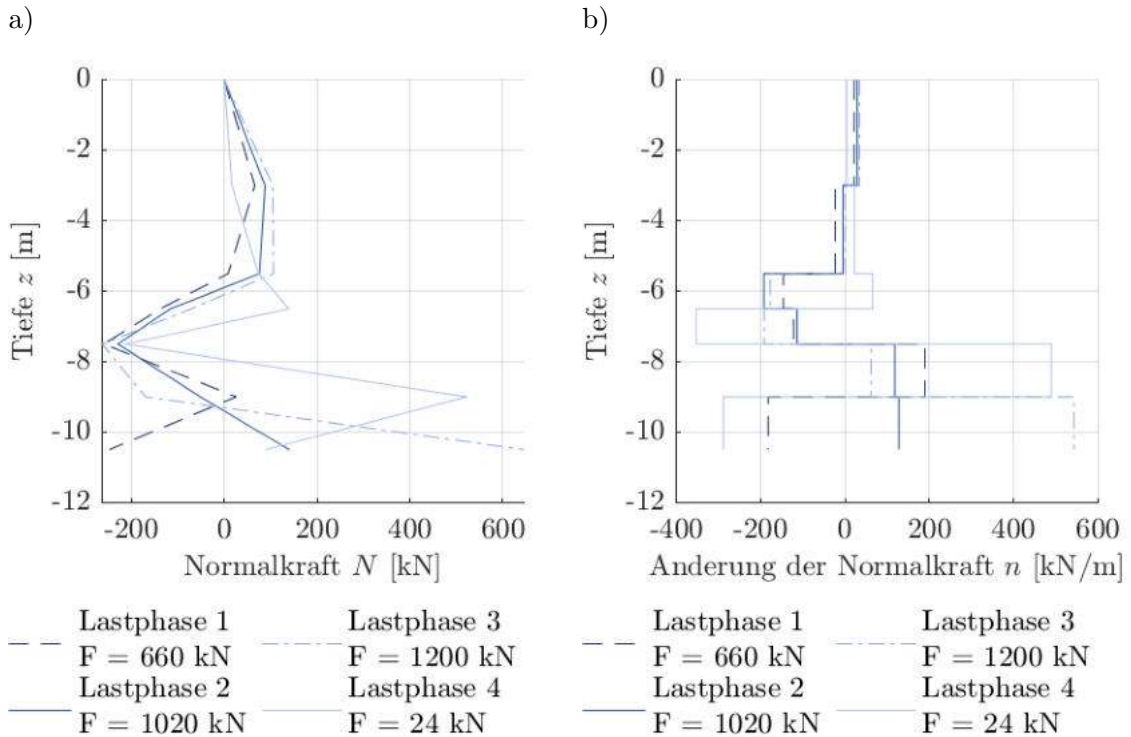 a)
0
-2
-4
-6
-8
-10
-12
Tiefe z [m]
-200 0 200 400 600
Normalkraft N [kN]
Lastphase 1
F = 660 kN
Lastphase 2
F = 1020 kN
Lastphase 3
F = 1200 kN
Lastphase 4
F = 24 kN
b)
0
-2
-4
-6
-8
-10
-12
Tiefe z [m]
-400 -200 0 200 400 600
Anderung der Normalkraft n [kN/m]
Lastphase 1
F = 660 kN
Lastphase 2
F = 1020 kN
Lastphase 3
F = 1200 kN
Lastphase 4
F = 24 kN